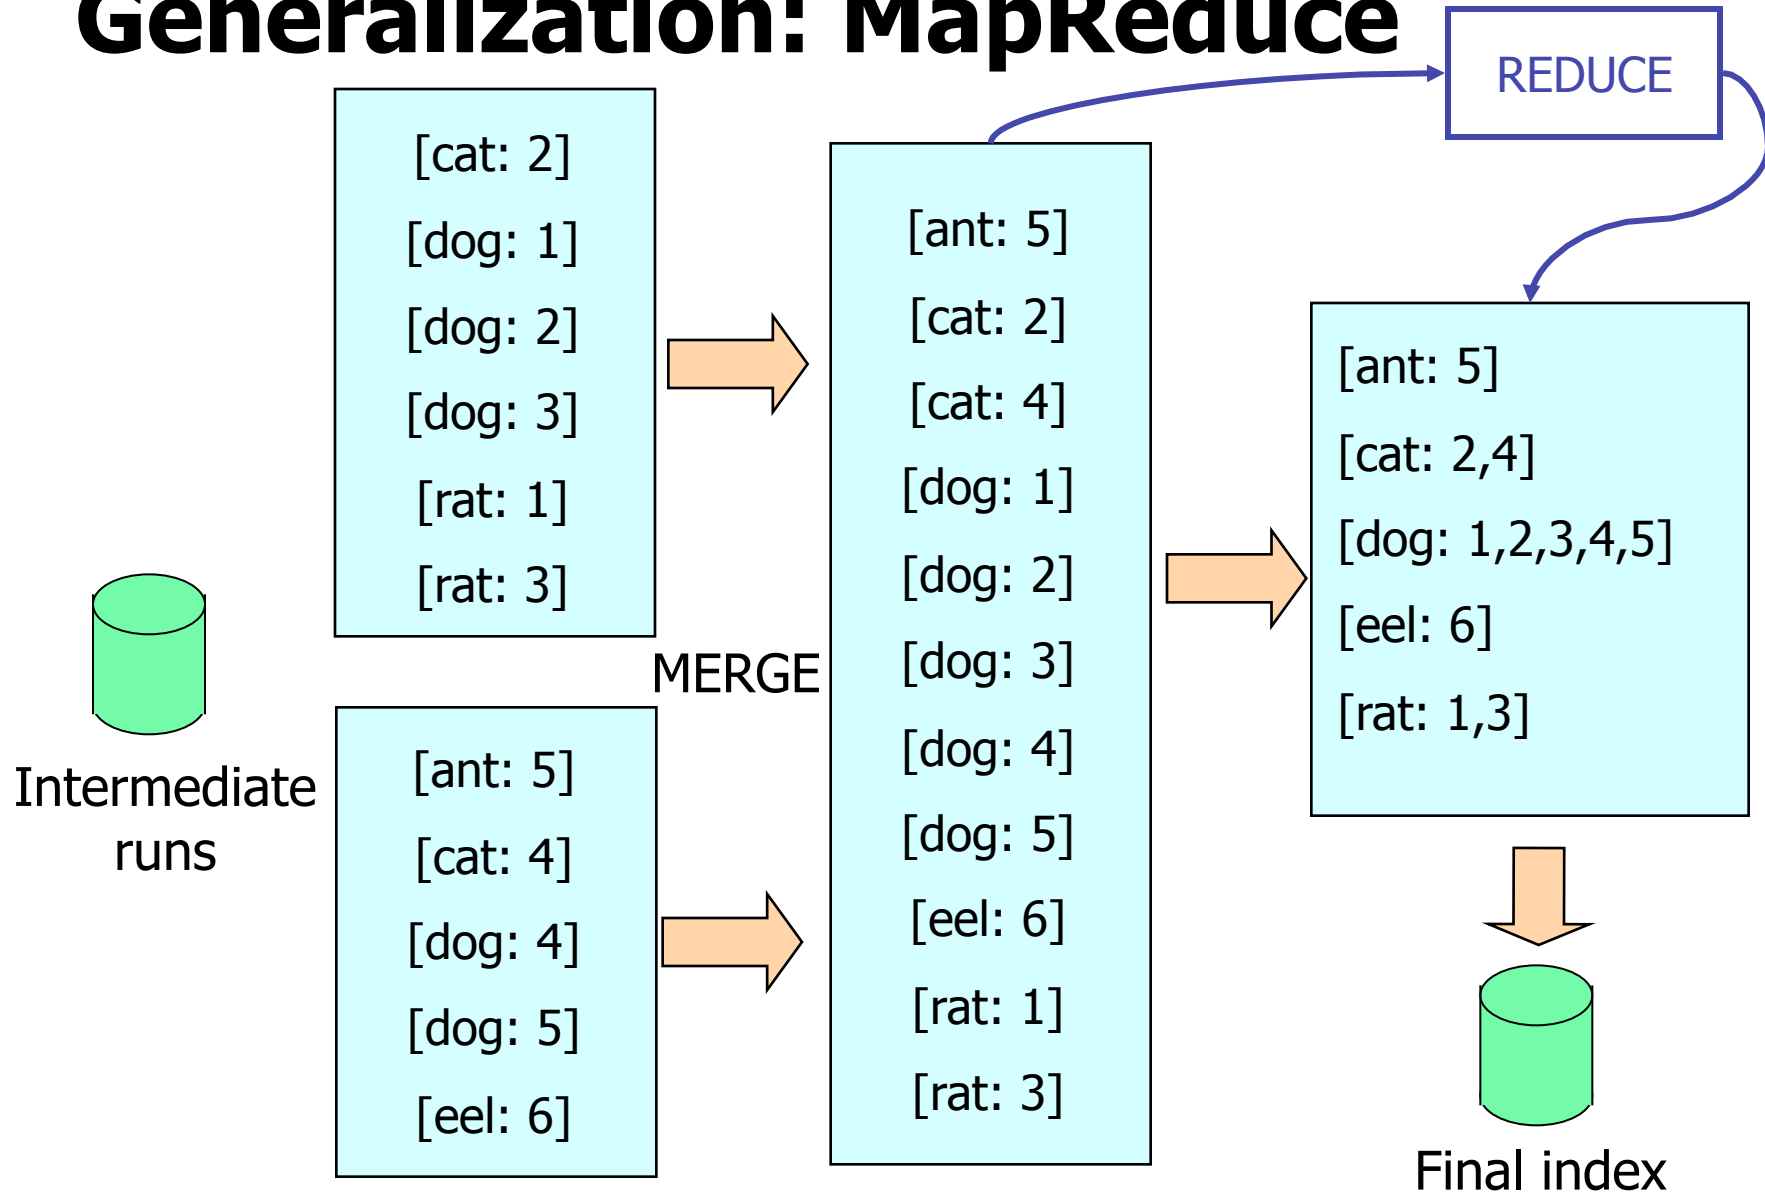 Generalization: MapReduce
REDUCE
[cat: 2]
[dog: 1]
[dog: 2]
[dog: 3]
[rat: 1]
[rat: 3]
Intermediate
runs
MERGE
[ant: 5]
[cat: 4]
[dog: 4]
[dog: 5]
[eel: 6]
[ant: 5]
[cat: 2]
[cat: 4]
[dog: 1]
[dog: 2]
[dog: 3]
[dog: 4]
[dog: 5]
[eel: 6]
[rat: 1]
[rat: 3]
[ant: 5]
[cat: 2,4]
[dog: 1,2,3,4,5]
[eel: 6]
[rat: 1,3]
Final index